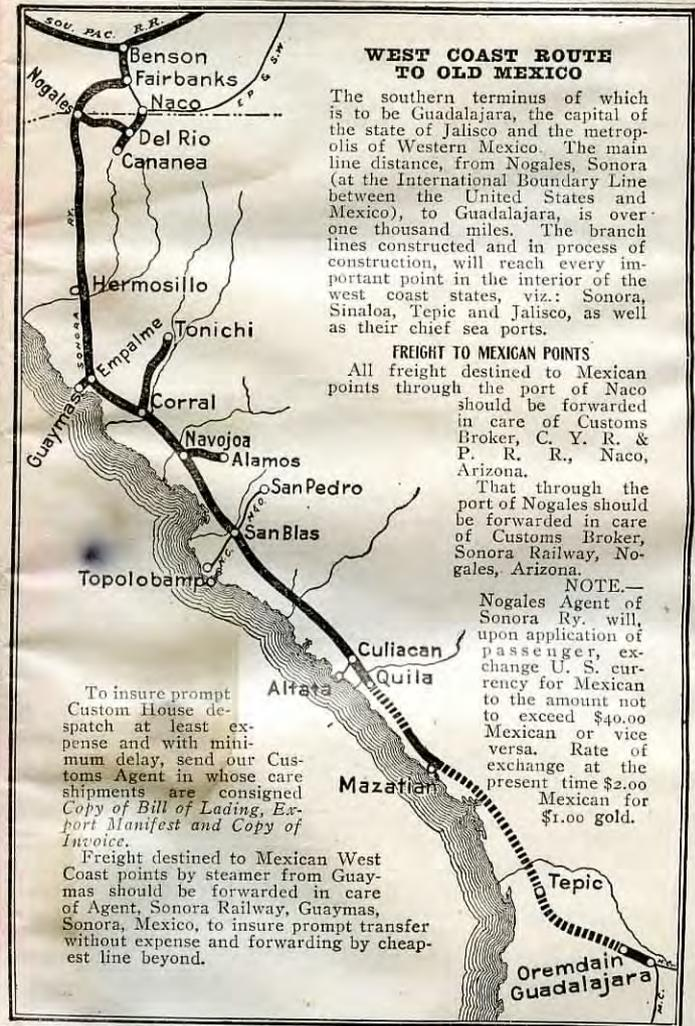 SOU. PAC. R.R.
Benson
Fairbanks
Nogales
Naco
E P & S.W
Del Rio
Cananea
RY.
Hermosillo
SONORA
Empalme
Tonichi
Guaymas
Corral
Navojoa
Alamos
San Pedro
San Blas
Topolobampo
Culiacan
Altata
Quila
Mazatlan
Tepic
Oremdain
Guadalajara
M.C.
WEST COAST ROUTE
TO OLD MEXICO
The southern terminus of which
is to be Guadalajara, the capital of
the state of Jalisco and the metrop-
olis of Western Mexico. The main
line distance, from Nogales, Sonora
(at the International Boundary Line
between the United States and
Mexico), to Guadalajara, is over
one thousand miles. The branch
lines constructed and in process of
construction, will reach every im-
portant point in the interior of the
west coast states, viz.: Sonora,
Sinaloa, Tepic and Jalisco, as well
as their chief sea ports.
FREIGHT TO MEXICAN POINTS
All freight destined to Mexican
points through the port of Naco
should be forwarded
in care of Customs
Broker, C. Y. R. &
P. R. R., Naco,
Arizona.
That through the
port of Nogales should
be forwarded in care
of Customs Broker,
Sonora Railway, No-
gales, Arizona.
NOTE.—
Nogales Agent of
Sonora Ry. will,
upon application of
passenger, ex-
change U. S. cur-
rency for Mexican
to the amount not
to exceed $40.00
Mexican or vice
versa. Rate of
exchange at the
present time $2.00
Mexican for
$1.00 gold.
To insure prompt
Custom House de-
spatch at least ex-
pense and with mini-
mum delay, send our Cus-
toms Agent in whose care
shipments are consigned
Copy of Bill of Lading, Ex-
port Manifest and Copy of
Invoice.
Freight destined to Mexican West
Coast points by steamer from Guay-
mas should be forwarded in care
of Agent, Sonora Railway, Guaymas,
Sonora, Mexico, to insure prompt transfer
without expense and forwarding by cheap-
est line beyond.